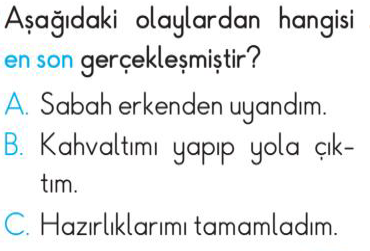 Aşağıdaki olaylardan hangisi
en son gerçekleşmiştir?
A. Sabah erkenden uyandım.
B. Kahvaltımı yapıp yola çık-
tım.
C. Hazırlıklarımı tamamladım.